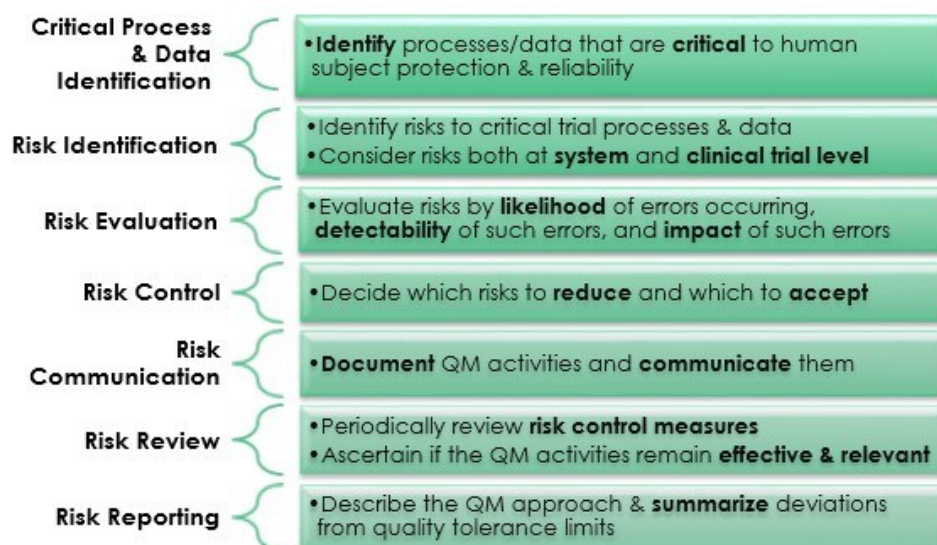 Critical Process
& Data
Identification
•Identify processes/data that are critical to human
subject protection & reliability
Risk Identification
•Identify risks to critical trial processes & data
•Consider risks both at system and clinical trial level
Risk Evaluation
•Evaluate risks by likelihood of errors occurring,
detectability of such errors, and impact of such errors
Risk Control
•Decide which risks to reduce and which to accept
Risk
Communication
•Document QM activities and communicate them
Risk Review
•Periodically review risk control measures
•Ascertain if the QM activities remain effective & relevant
Risk Reporting
•Describe the QM approach & summarize deviations
from quality tolerance limits